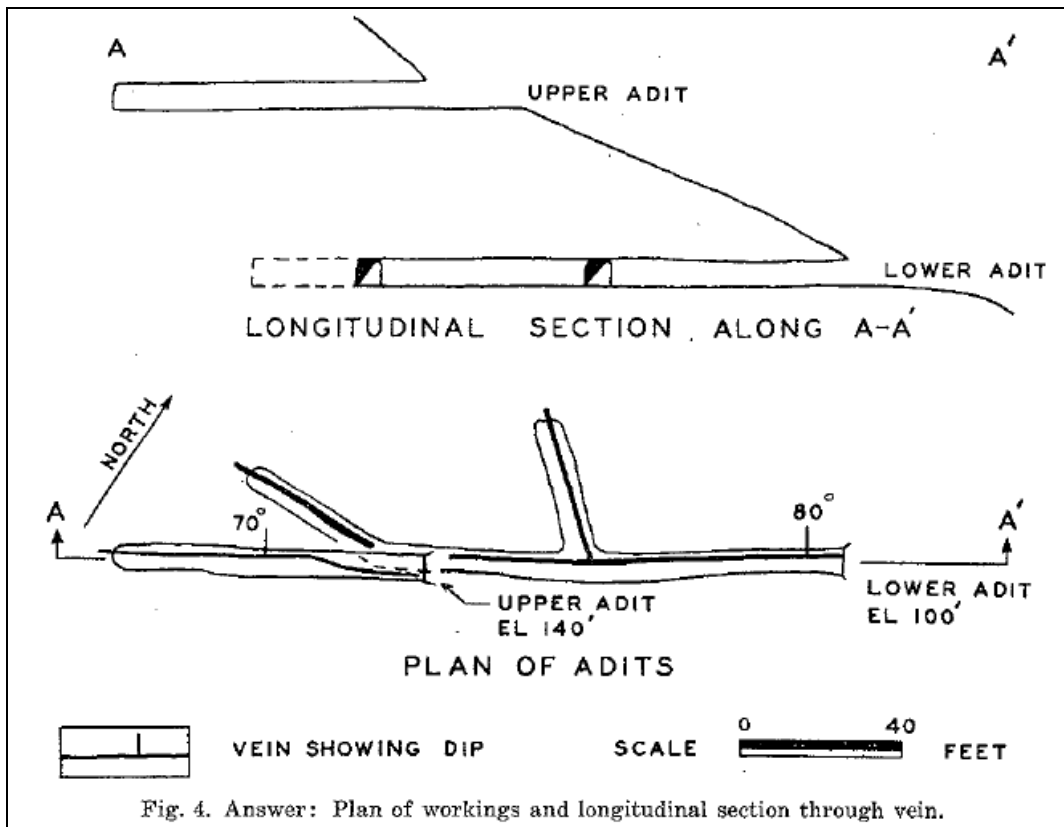 A
A'
UPPER ADIT
LOWER ADIT
LONGITUDINAL SECTION ALONG A-A'
NORTH
A
70°
80°
A'
UPPER ADIT
EL 140'
LOWER ADIT
EL 100'
PLAN OF ADITS
VEIN SHOWING DIP
SCALE
0
40
FEET
Fig. 4. Answer: Plan of workings and longitudinal section through vein.